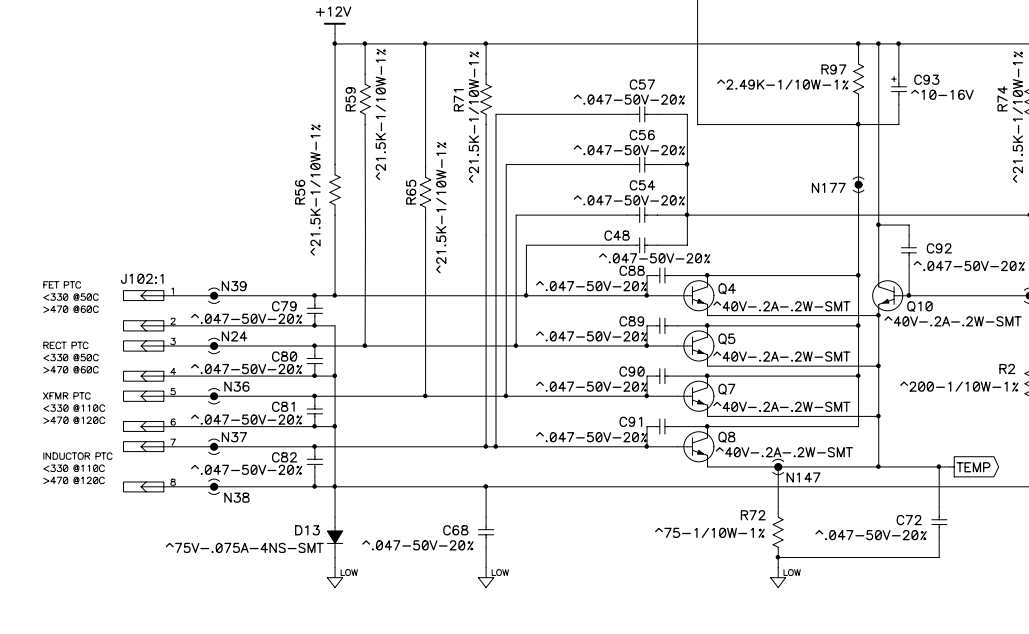 +12V
R59
^21.5K-1/10W-1%
R71
^21.5K-1/10W-1%
R56
^21.5K-1/10W-1%
R65
^21.5K-1/10W-1%
C57
^.047-50V-20%
C56
^.047-50V-20%
C54
^.047-50V-20%
C48
^.047-50V-20%
R97
^2.49K-1/10W-1%
C93
+
^10-16V
R74
^21.5K-1/10W-1%
N177
C92
^.047-50V-20%
J102:1
FET PTC
<330 @50C
>470 @60C
1
N39
C79
^.047-50V-20%
2
C88
^.047-50V-20%
Q4
^40V-.2A-.2W-SMT
Q10
^40V-.2A-.2W-SMT
RECT PTC
<330 @50C
>470 @60C
3
N24
C80
^.047-50V-20%
4
C89
^.047-50V-20%
Q5
^40V-.2A-.2W-SMT
R2
^200-1/10W-1%
XFMR PTC
<330 @110C
>470 @120C
5
N36
C81
^.047-50V-20%
6
C90
^.047-50V-20%
Q7
^40V-.2A-.2W-SMT
INDUCTOR PTC
<330 @110C
>470 @120C
7
N37
C82
^.047-50V-20%
8
N38
C91
^.047-50V-20%
Q8
^40V-.2A-.2W-SMT
N147
TEMP
D13
^75V-.075A-4NS-SMT
LOW
C68
^.047-50V-20%
LOW
R72
^75-1/10W-1%
LOW
C72
^.047-50V-20%